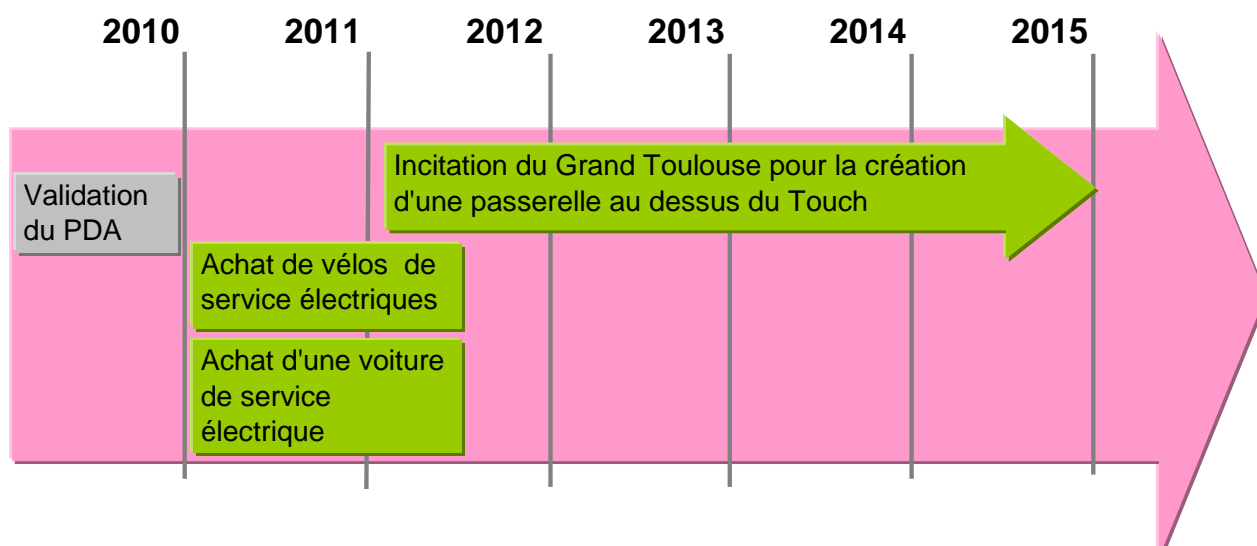 2010 2011 2012 2013 2014 2015
Incitation du Grand Toulouse pour la création
d'une passerelle au dessus du Touch
Validation
du PDA
Achat de vélos de
service électriques
Achat d'une voiture
de service
électrique